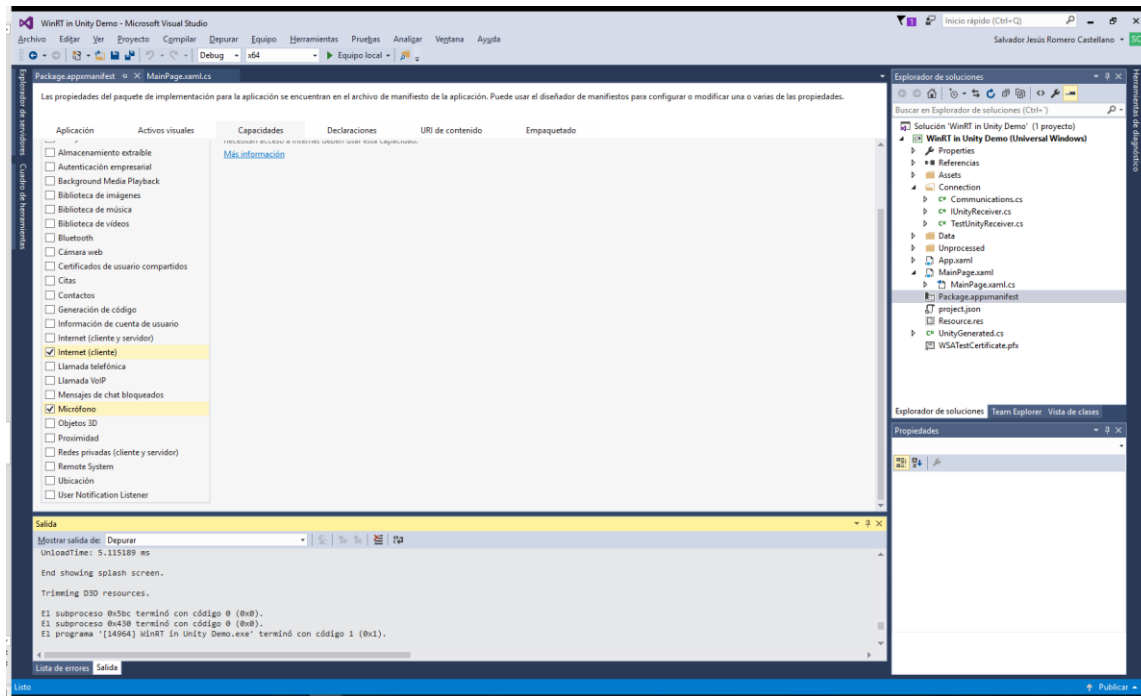 WinRT in Unity Demo - Microsoft Visual Studio
Inicio rápido (Ctrl+Q)
Archivo Editar Ver Proyecto Compilar Depurar Equipo Herramientas Pruebas Analizar Ventana Ayuda
Salvador Jesús Romero Castellano
Debug x64 Equipo local
Explorador de servidores
Cuadro de herramientas
Package.appxmanifest MainPage.xaml.cs
Las propiedades del paquete de implementación para la aplicación se encuentran en el archivo de manifiesto de la aplicación. Puede usar el diseñador de manifiestos para configurar o modificar una o varias de las propiedades.
Aplicación Activos visuales Capacidades Declaraciones URI de contenido Empaquetado
necesitan acceso a Internet deben usar esta capacidad.
Más información
Almacenamiento extraíble
Autenticación empresarial
Background Media Playback
Biblioteca de imágenes
Biblioteca de música
Biblioteca de vídeos
Bluetooth
Cámara web
Certificados de usuario compartidos
Citas
Contactos
Generación de código
Información de cuenta de usuario
Internet (cliente y servidor)
Internet (cliente)
Llamada telefónica
Llamada VoIP
Mensajes de chat bloqueados
Micrófono
Objetos 3D
Proximidad
Redes privadas (cliente y servidor)
Remote System
Ubicación
User Notification Listener
Salida
Mostrar salida de: Depurar
UnloadTime: 5.115189 ms
End showing splash screen.
Trimming D3D resources.
El subproceso 0x5bc terminó con código 0 (0x0).
El subproceso 0x430 terminó con código 0 (0x0).
El programa '[14964] WinRT in Unity Demo.exe' terminó con código 1 (0x1).
Lista de errores Salida
Explorador de soluciones
Buscar en Explorador de soluciones (Ctrl+´)
Solución 'WinRT in Unity Demo' (1 proyecto)
WinRT in Unity Demo (Universal Windows)
Properties
Referencias
Assets
Connection
C# Communications.cs
C# IUnityReceiver.cs
C# TestUnityReceiver.cs
Data
Unprocessed
App.xaml
MainPage.xaml
MainPage.xaml.cs
Package.appxmanifest
project.json
Resource.res
C# UnityGenerated.cs
WSATestCertificate.pfx
Explorador de soluciones Team Explorer Vista de clases
Propiedades
Herramientas de diagnóstico
Listo
Publicar